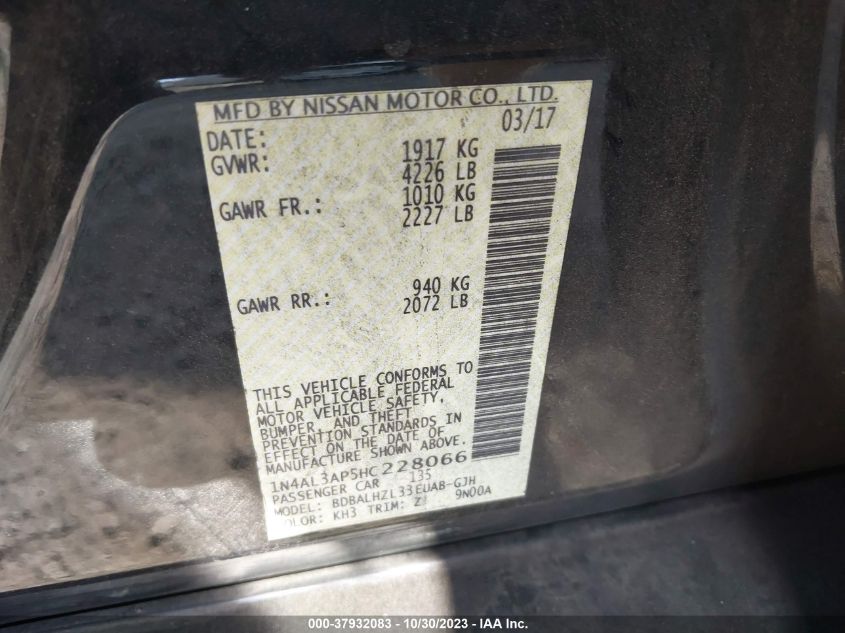 MFD BY NISSAN MOTOR CO., LTD.
DATE: 03/17
GVWR: 1917 KG
4226 LB
GAWR FR.: 1010 KG
2227 LB
GAWR RR.: 940 KG
2072 LB
THIS VEHICLE CONFORMS TO
ALL APPLICABLE FEDERAL
MOTOR VEHICLE SAFETY,
BUMPER, AND THEFT
PREVENTION STANDARDS IN
EFFECT ON THE DATE OF
MANUFACTURE SHOWN ABOVE.
1N4AL3AP5HC228066
PASSENGER CAR 135
MODEL: BDBALHZL33EUAB-GJH
COLOR: KH3 TRIM: Z 9N00A
000-37932083 - 10/30/2023 - IAA Inc.